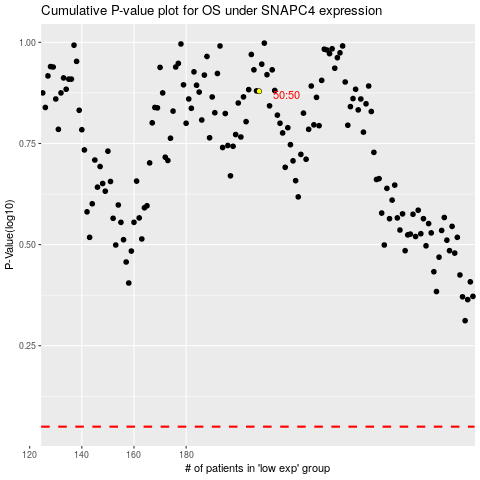 Cumulative P-value plot for OS under SNAPC4 expression
1.00
50:50
0.75
P-Value(log10)
0.50
0.25
120 140 160 180
# of patients in 'low exp' group